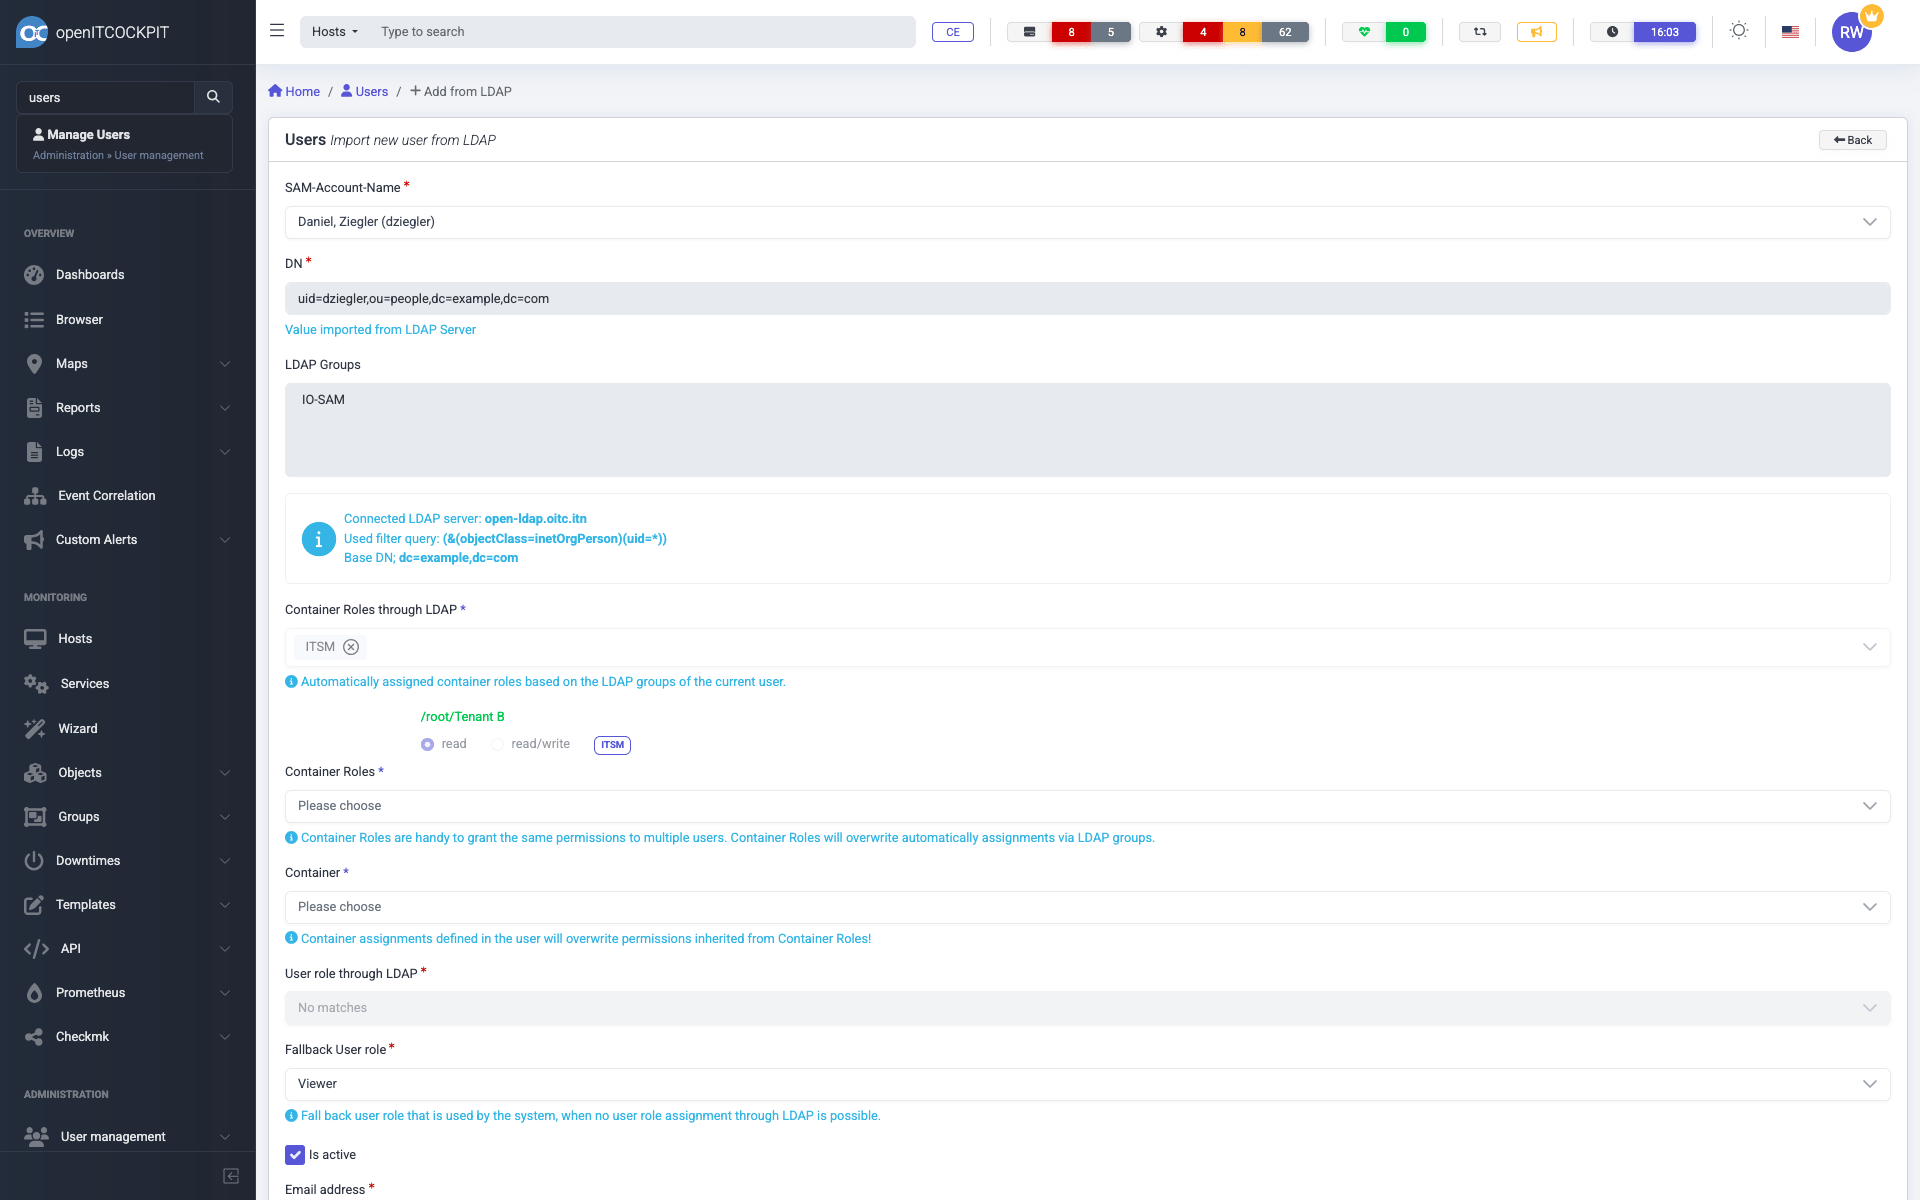 openITCOCKPIT
Hosts
Type to search
CE
8
5
4
8
62
0
16:03
RW
users
Manage Users
Administration » User management
OVERVIEW
Dashboards
Browser
Maps
Reports
Logs
Event Correlation
Custom Alerts
MONITORING
Hosts
Services
Wizard
Objects
Groups
Downtimes
Templates
API
Prometheus
Checkmk
ADMINISTRATION
User management
Home / Users / Add from LDAP
Users Import new user from LDAP
Back
SAM-Account-Name *
Daniel, Ziegler (dziegler)
DN *
uid=dziegler,ou=people,dc=example,dc=com
Value imported from LDAP Server
LDAP Groups
IO-SAM
Connected LDAP server: open-ldap.oitc.itn
Used filter query: (&(objectClass=inetOrgPerson)(uid=*))
Base DN; dc=example,dc=com
Container Roles through LDAP *
ITSM
Automatically assigned container roles based on the LDAP groups of the current user.
/root/Tenant B
read
read/write
ITSM
Container Roles *
Please choose
Container Roles are handy to grant the same permissions to multiple users. Container Roles will overwrite automatically assignments via LDAP groups.
Container *
Please choose
Container assignments defined in the user will overwrite permissions inherited from Container Roles!
User role through LDAP *
No matches
Fallback User role *
Viewer
Fall back user role that is used by the system, when no user role assignment through LDAP is possible.
Is active
Email address *